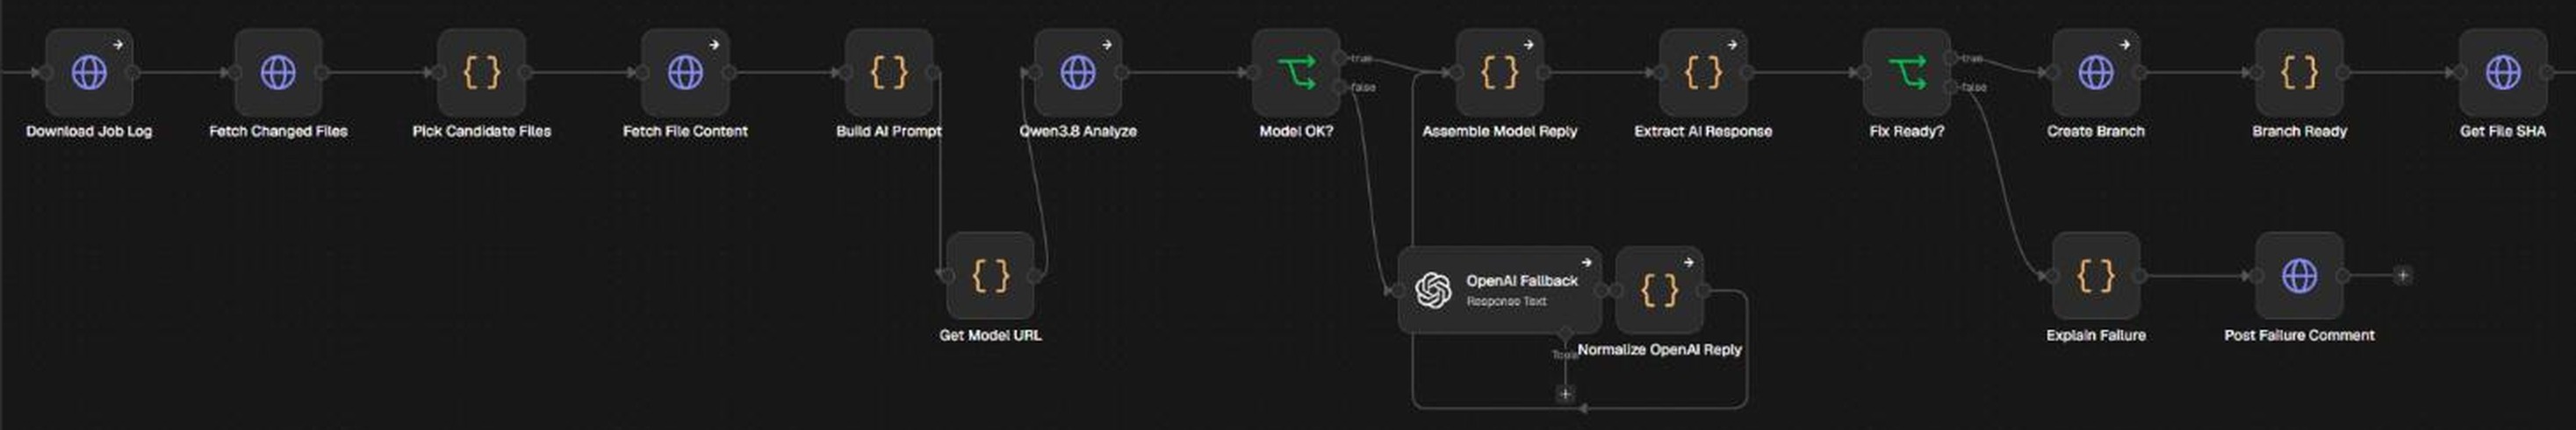 Download Job Log
Fetch Changed Files
Pick Candidate Files
Fetch File Content
Build AI Prompt
Qwen3.8 Analyze
Model OK?
true
false
Assemble Model Reply
Extract AI Response
Fix Ready?
true
false
Create Branch
Branch Ready
Get File SHA
Get Model URL
OpenAI Fallback
Response Text
Tools
Normalize OpenAI Reply
Explain Failure
Post Failure Comment